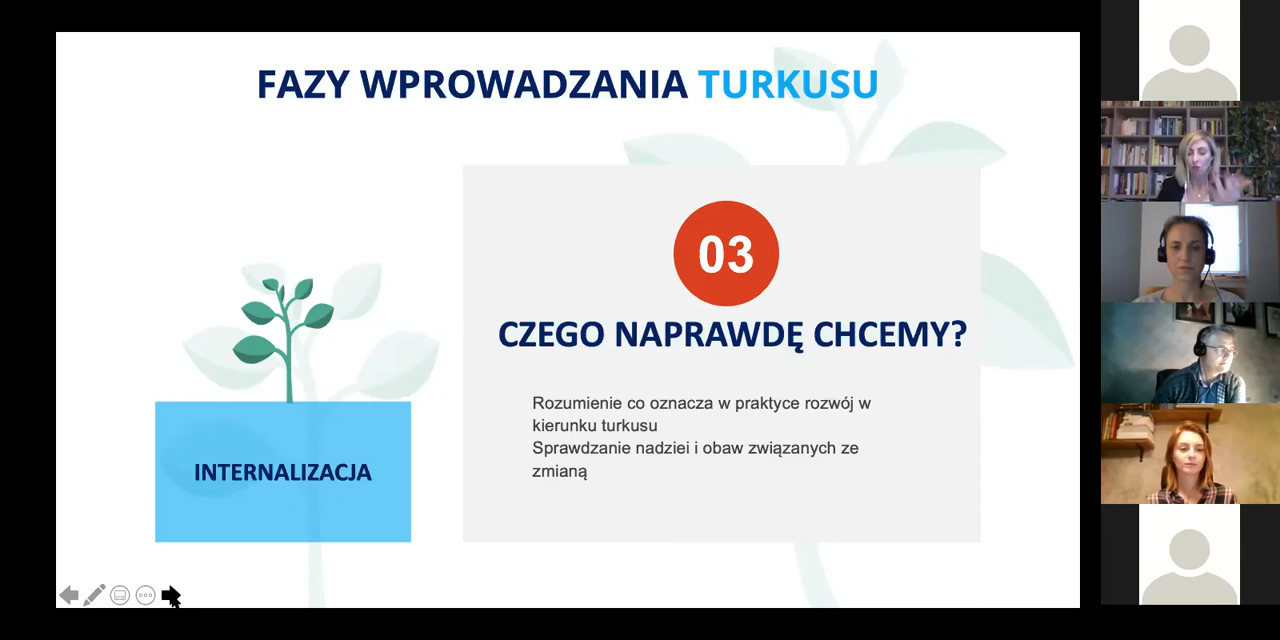 FAZY WPROWADZANIA TURKUSU
03
CZEGO NAPRAWDĘ CHCEMY?
Rozumienie co oznacza w praktyce rozwój w
kierunku turkusu
Sprawdzanie nadziei i obaw związanych ze
zmianą
INTERNALIZACJA